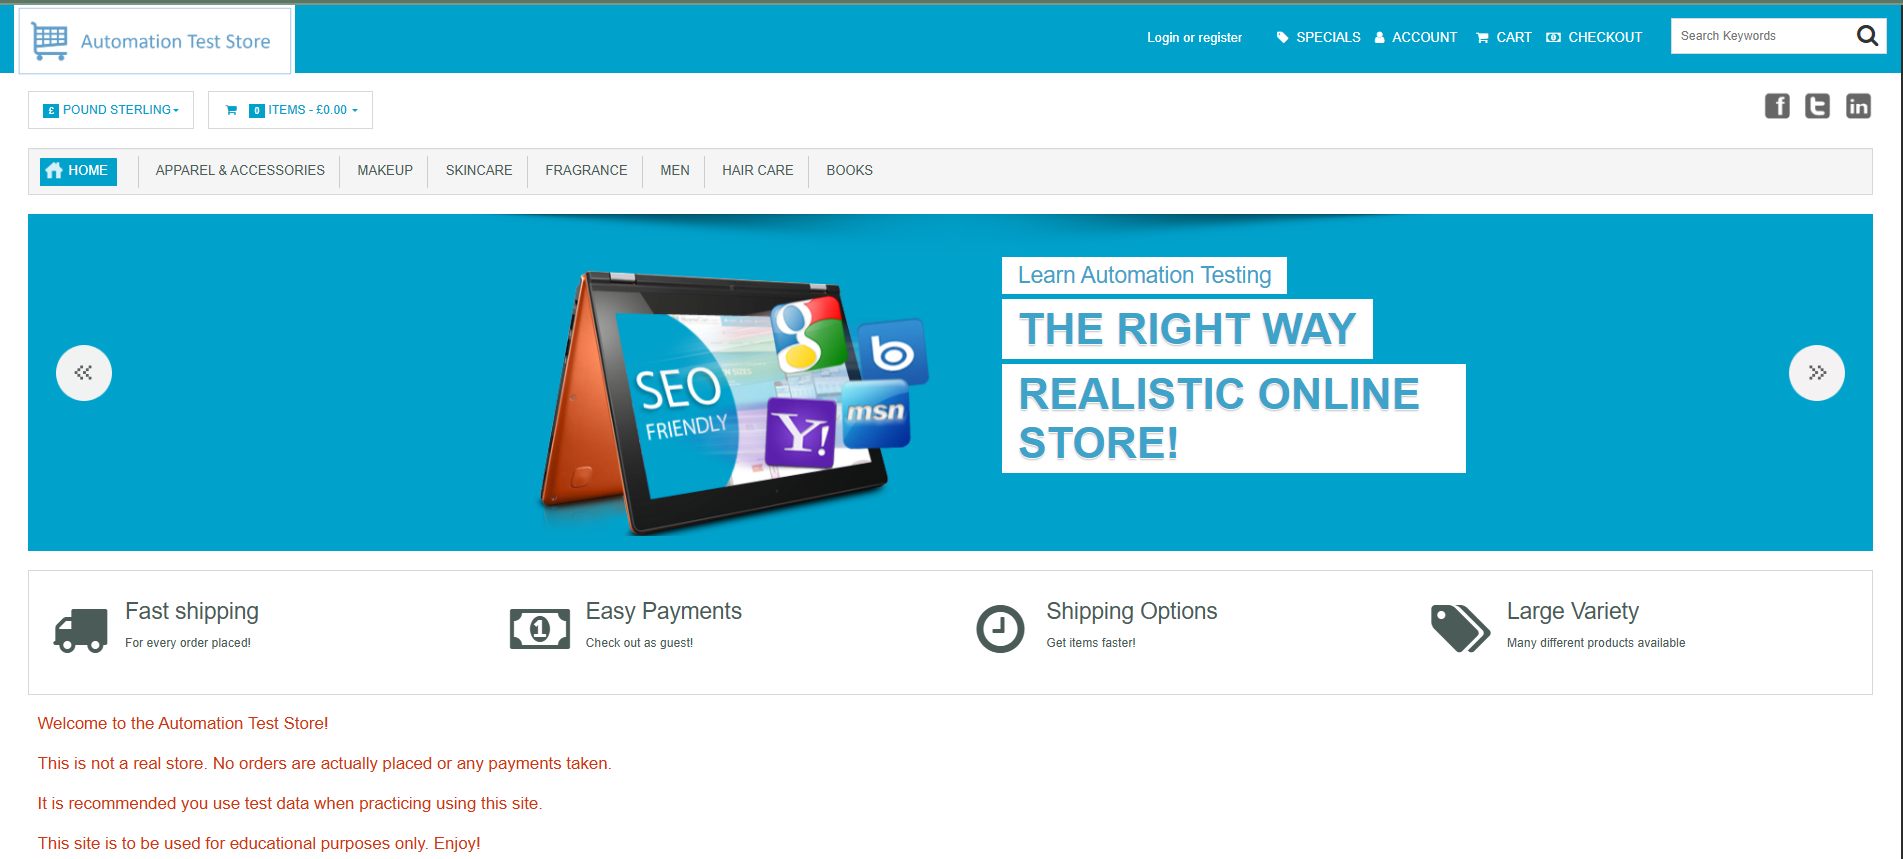 Automation Test Store
Login or register SPECIALS ACCOUNT CART CHECKOUT Search Keywords
£ POUND STERLING 0 ITEMS - £0.00
f t in
HOME APPAREL & ACCESSORIES MAKEUP SKINCARE FRAGRANCE MEN HAIR CARE BOOKS
Learn Automation Testing
THE RIGHT WAY
REALISTIC ONLINE
STORE!
SEO
FRIENDLY
g
b
Y!
msn
Fast shipping
For every order placed!
1
Easy Payments
Check out as guest!
Shipping Options
Get items faster!
Large Variety
Many different products available
Welcome to the Automation Test Store!
This is not a real store. No orders are actually placed or any payments taken.
It is recommended you use test data when practicing using this site.
This site is to be used for educational purposes only. Enjoy!